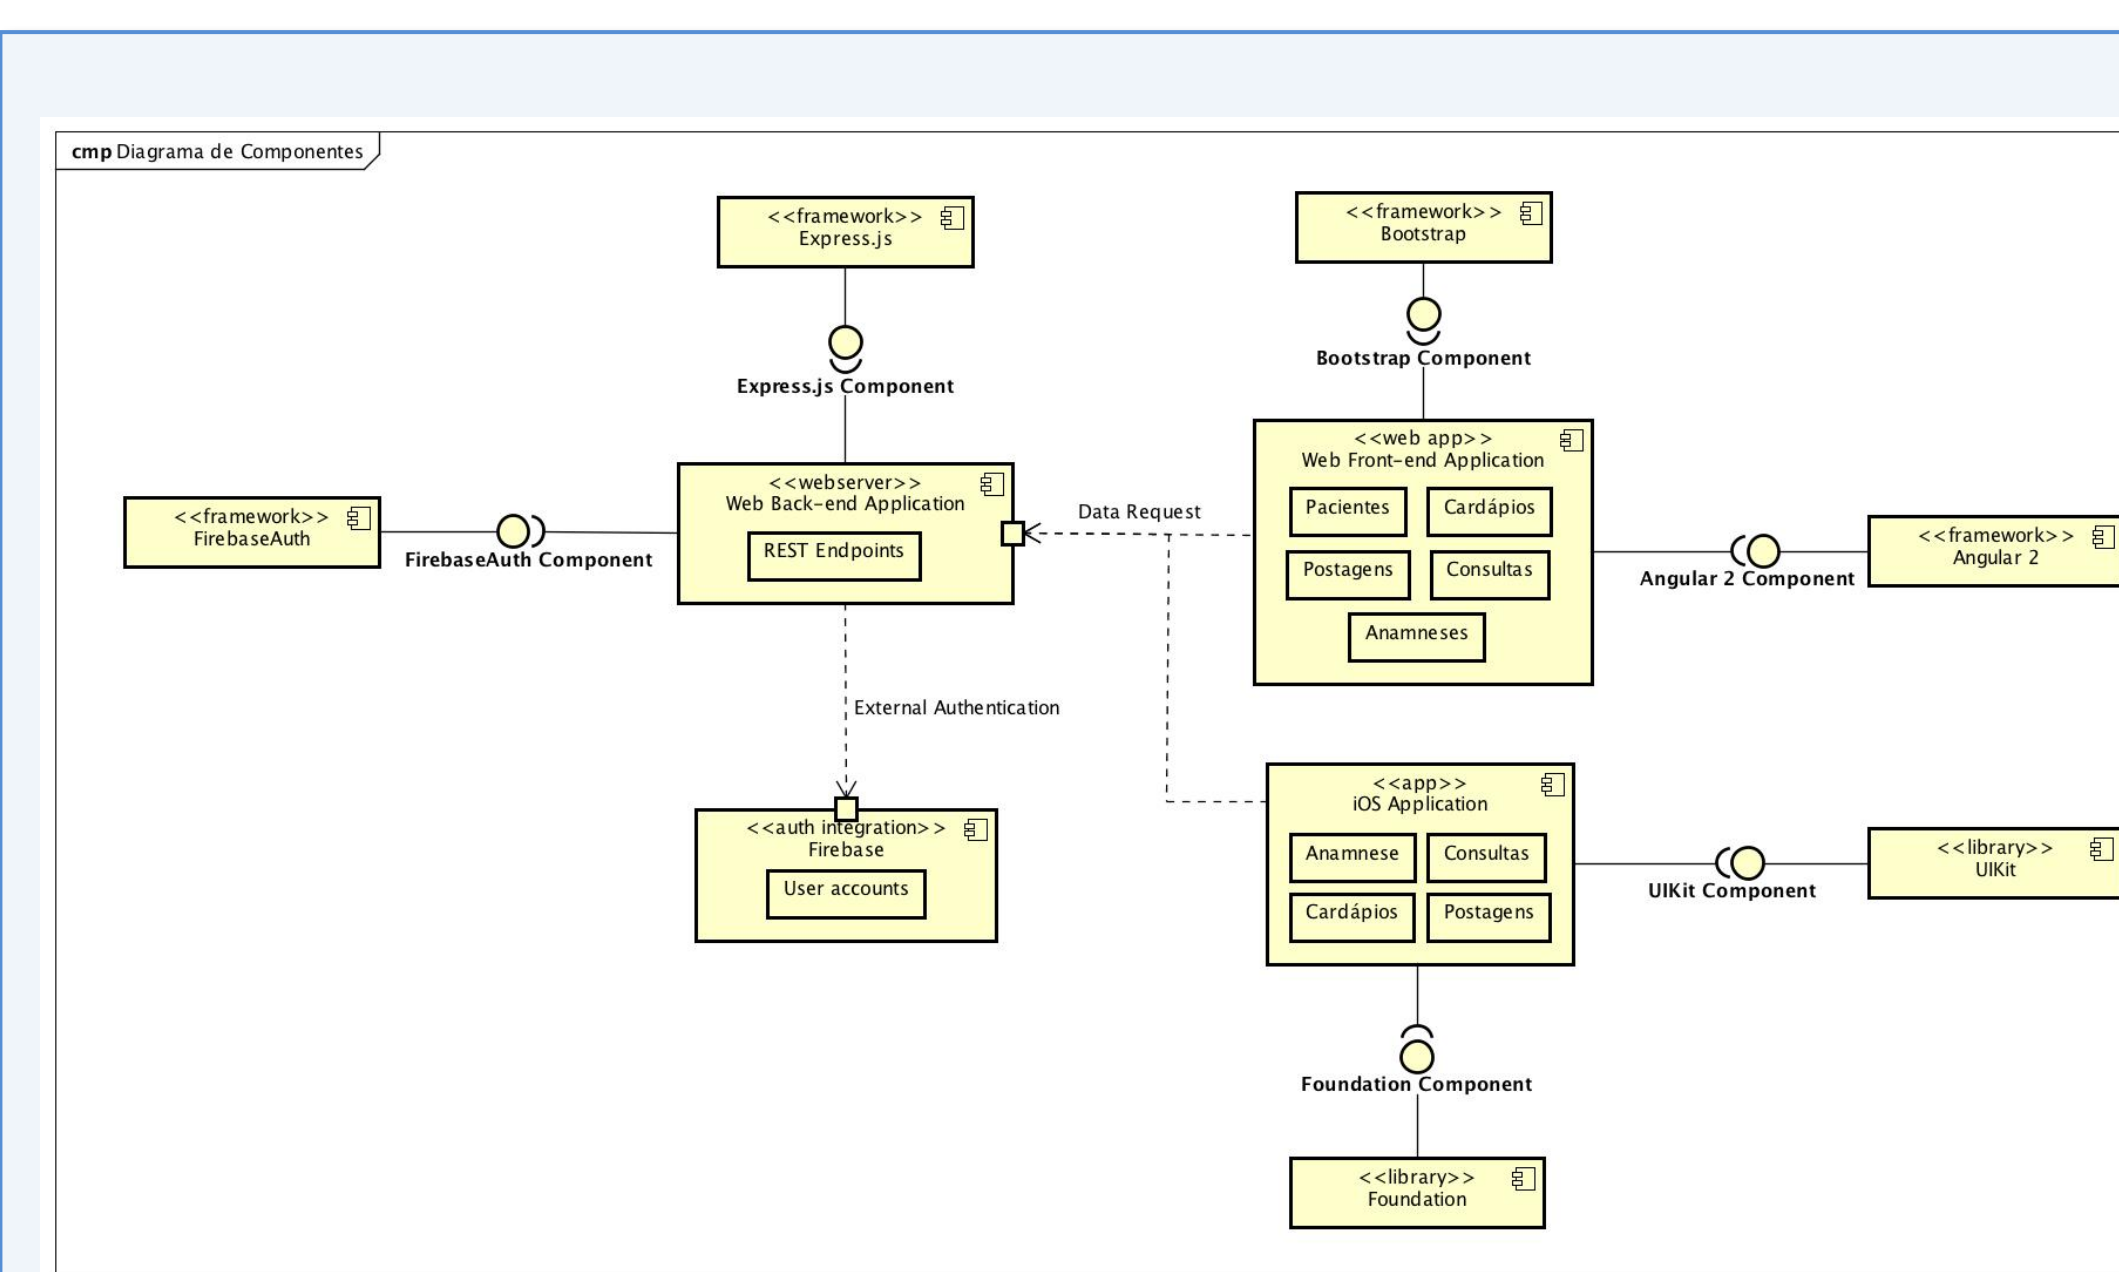 cmp Diagrama de Componentes
<<framework>>
Express.js
Express.js Component
<<framework>>
Bootstrap
Bootstrap Component
<<framework>>
FirebaseAuth
FirebaseAuth Component
<<webserver>>
Web Back-end Application
REST Endpoints
Data Request
<<web app>>
Web Front-end Application
Pacientes
Cardápios
Postagens
Consultas
Anamneses
Angular 2 Component
<<framework>>
Angular 2
External Authentication
<<auth integration>>
Firebase
User accounts
<<app>>
iOS Application
Anamnese
Consultas
Cardápios
Postagens
UIKit Component
<<library>>
UIKit
Foundation Component
<<library>>
Foundation